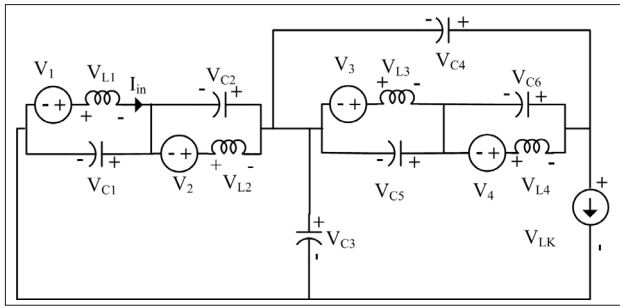 V1
VL1
Iin
VC2
V3
VL3
VC4
VC6
- +
+ -
- +
- +
+ -
- +
- +
- +
VC1
- +
V2
+ -
VL2
- +
VC5
- +
V4
+ -
VL4
+
VC3
-
+
VLK
-